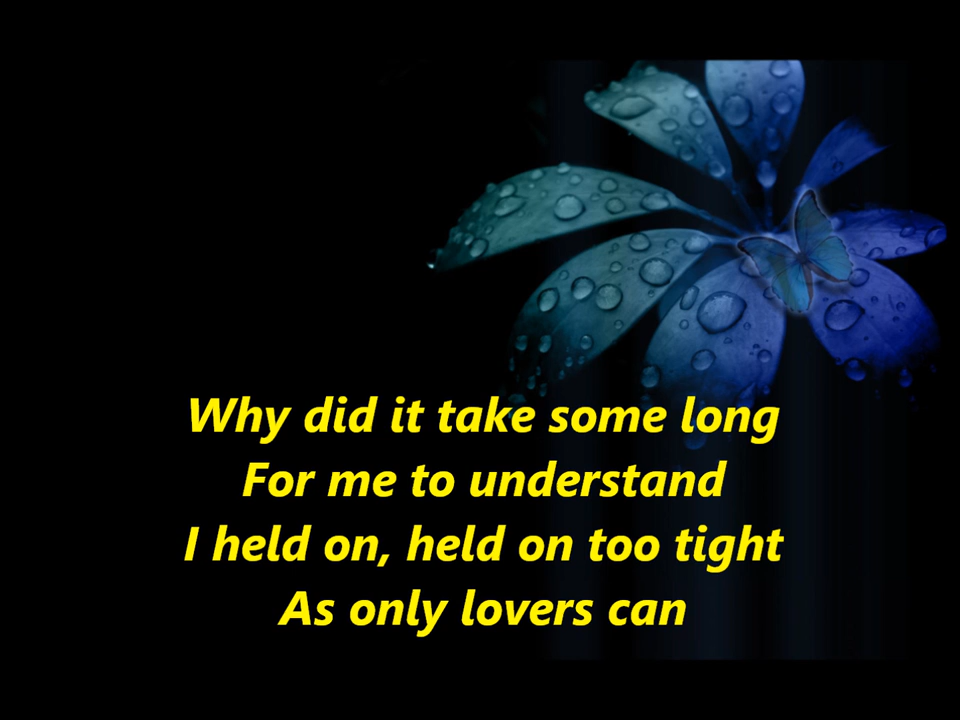 Why did it take some long
For me to understand
I held on, held on too tight
As only lovers can